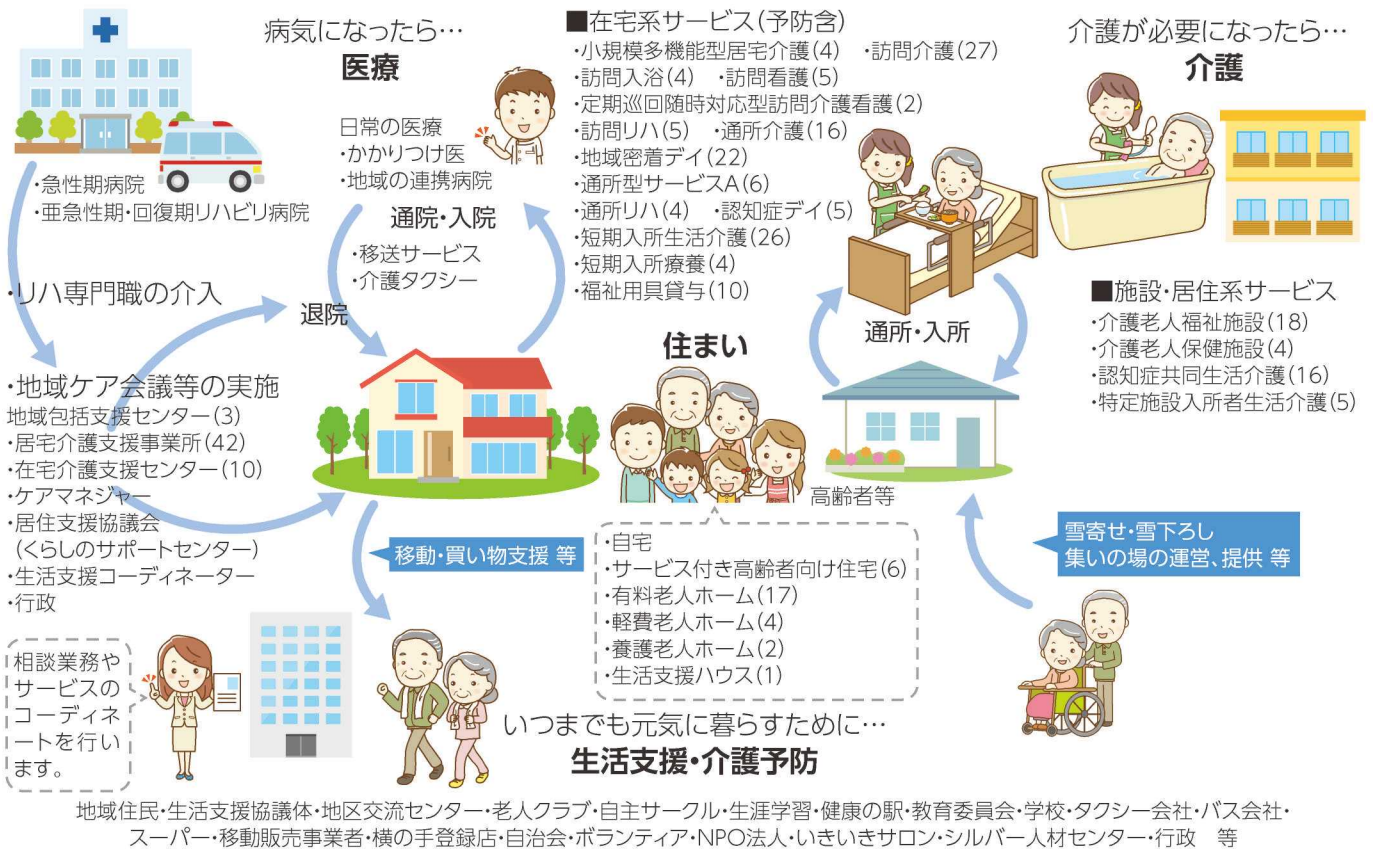 病気になったら…
医療
日常の医療
・かかりつけ医
・地域の連携病院
・急性期病院
・亜急性期・回復期リハビリ病院
通院・入院
・移送サービス
・介護タクシー
・リハ専門職の介入
退院
■在宅系サービス(予防含)
・小規模多機能型居宅介護(4)　・訪問介護(27)
・訪問入浴(4)　・訪問看護(5)
・定期巡回随時対応型訪問介護看護(2)
・訪問リハ(5)　・通所介護(16)
・地域密着デイ(22)
・通所型サービスA(6)
・通所リハ(4)　・認知症デイ(5)
・短期入所生活介護(26)
・短期入所療養(4)
・福祉用具貸与(10)
介護が必要になったら…
介護
■施設・居住系サービス
・介護老人福祉施設(18)
・介護老人保健施設(4)
・認知症共同生活介護(16)
・特定施設入所者生活介護(5)
通所・入所
住まい
高齢者等
・地域ケア会議等の実施
地域包括支援センター(3)
・居宅介護支援事業所(42)
・在宅介護支援センター(10)
・ケアマネジャー
・居住支援協議会
(くらしのサポートセンター)
・生活支援コーディネーター
・行政
移動・買い物支援 等
・自宅
・サービス付き高齢者向け住宅(6)
・有料老人ホーム(17)
・軽費老人ホーム(4)
・養護老人ホーム(2)
・生活支援ハウス(1)
雪寄せ・雪下ろし
集いの場の運営、提供 等
相談業務や
サービスの
コーディネ
ートを行い
ます。
いつまでも元気に暮らすために…
生活支援・介護予防
地域住民・生活支援協議体・地区交流センター・老人クラブ・自主サークル・生涯学習・健康の駅・教育委員会・学校・タクシー会社・バス会社・
スーパー・移動販売事業者・横の手登録店・自治会・ボランティア・NPO法人・いきいきサロン・シルバー人材センター・行政　等